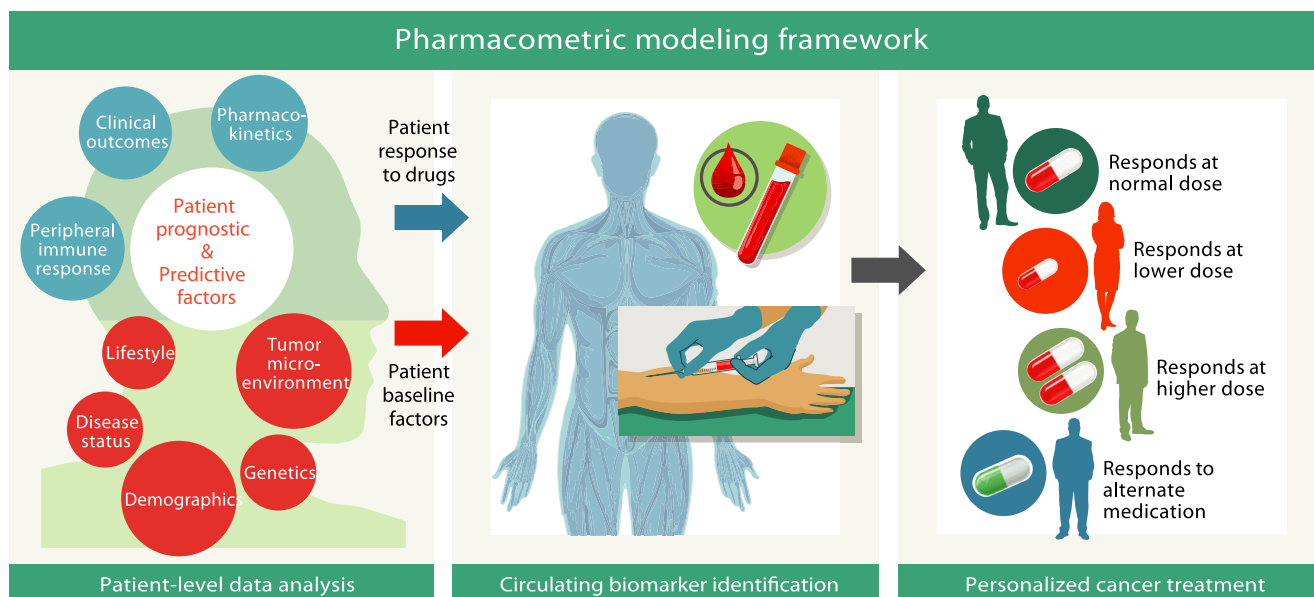 Pharmacometric modeling framework
Clinical
outcomes
Pharmaco-
kinetics
Peripheral
immune
response
Patient
prognostic
&
Predictive
factors
Lifestyle
Tumor
micro-
environment
Disease
status
Demographics
Genetics
Patient
response
to drugs
Patient
baseline
factors
Responds at
normal dose
Responds at
lower dose
Responds at
higher dose
Responds to
alternate
medication
Patient-level data analysis
Circulating biomarker identification
Personalized cancer treatment